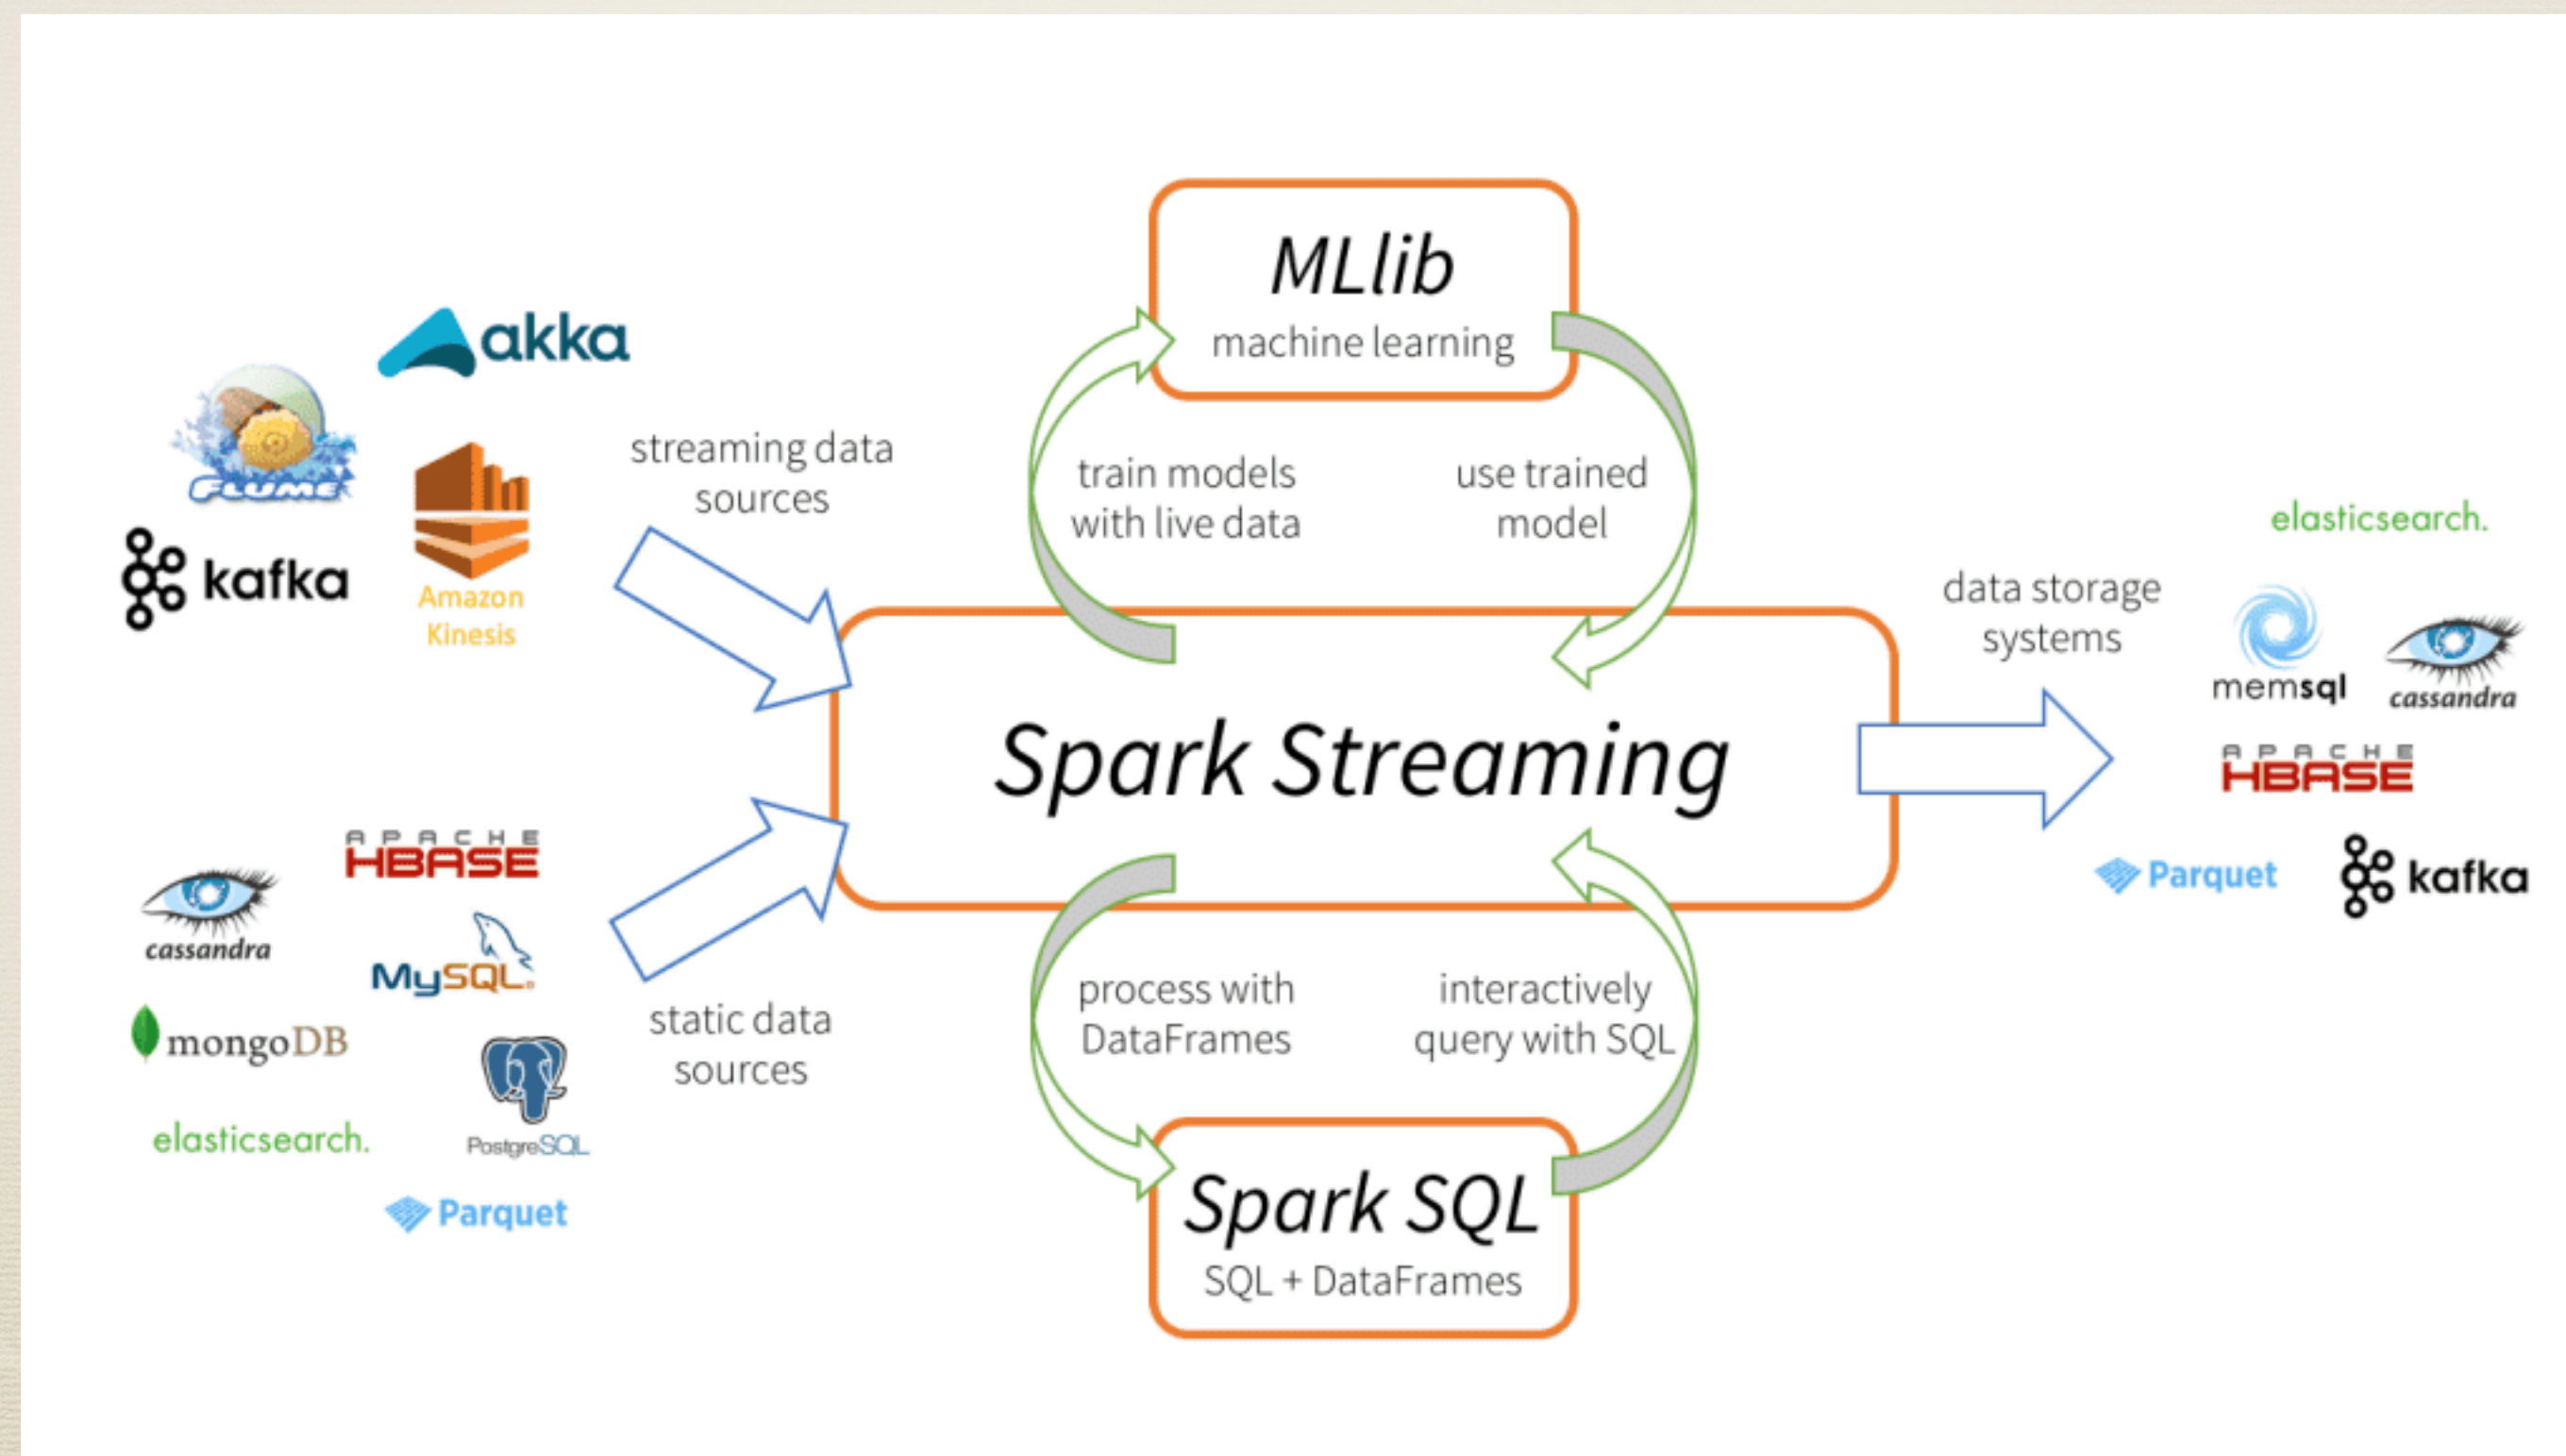 MLlib
machine learning
akka
FLUME
streaming data
sources
train models
with live data
use trained
model
kafka
Amazon
Kinesis
elasticsearch.
data storage
systems
memsql
cassandra
Spark Streaming
APACHE
HBASE
Parquet
kafka
APACHE
HBASE
cassandra
MySQL®
mongoDB
static data
sources
PostgreSQL
elasticsearch.
Parquet
process with
DataFrames
interactively
query with SQL
Spark SQL
SQL + DataFrames